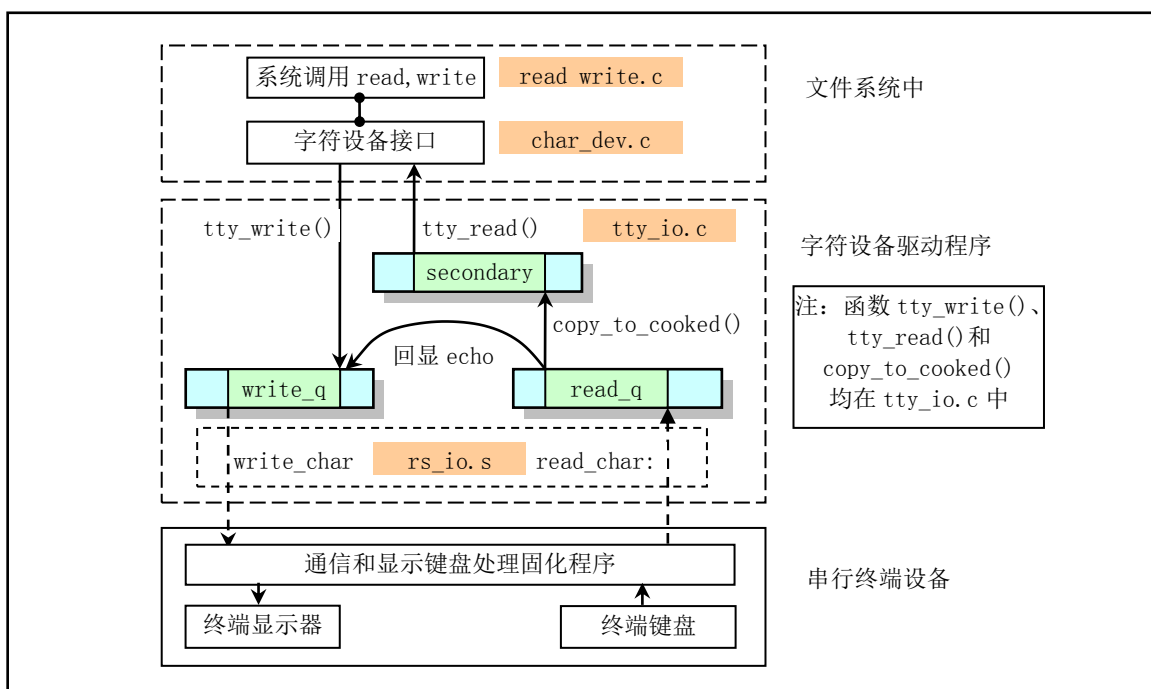 系统调用 read,write
read write.c
文件系统中
字符设备接口
char_dev.c
tty_write()
tty_read()
tty_io.c
字符设备驱动程序
secondary
注：函数 tty_write()、
tty_read()和
copy_to_cooked()
均在 tty_io.c 中
copy_to_cooked()
回显 echo
write_q
read_q
write_char
rs_io.s
read_char:
通信和显示键盘处理固化程序
串行终端设备
终端显示器
终端键盘